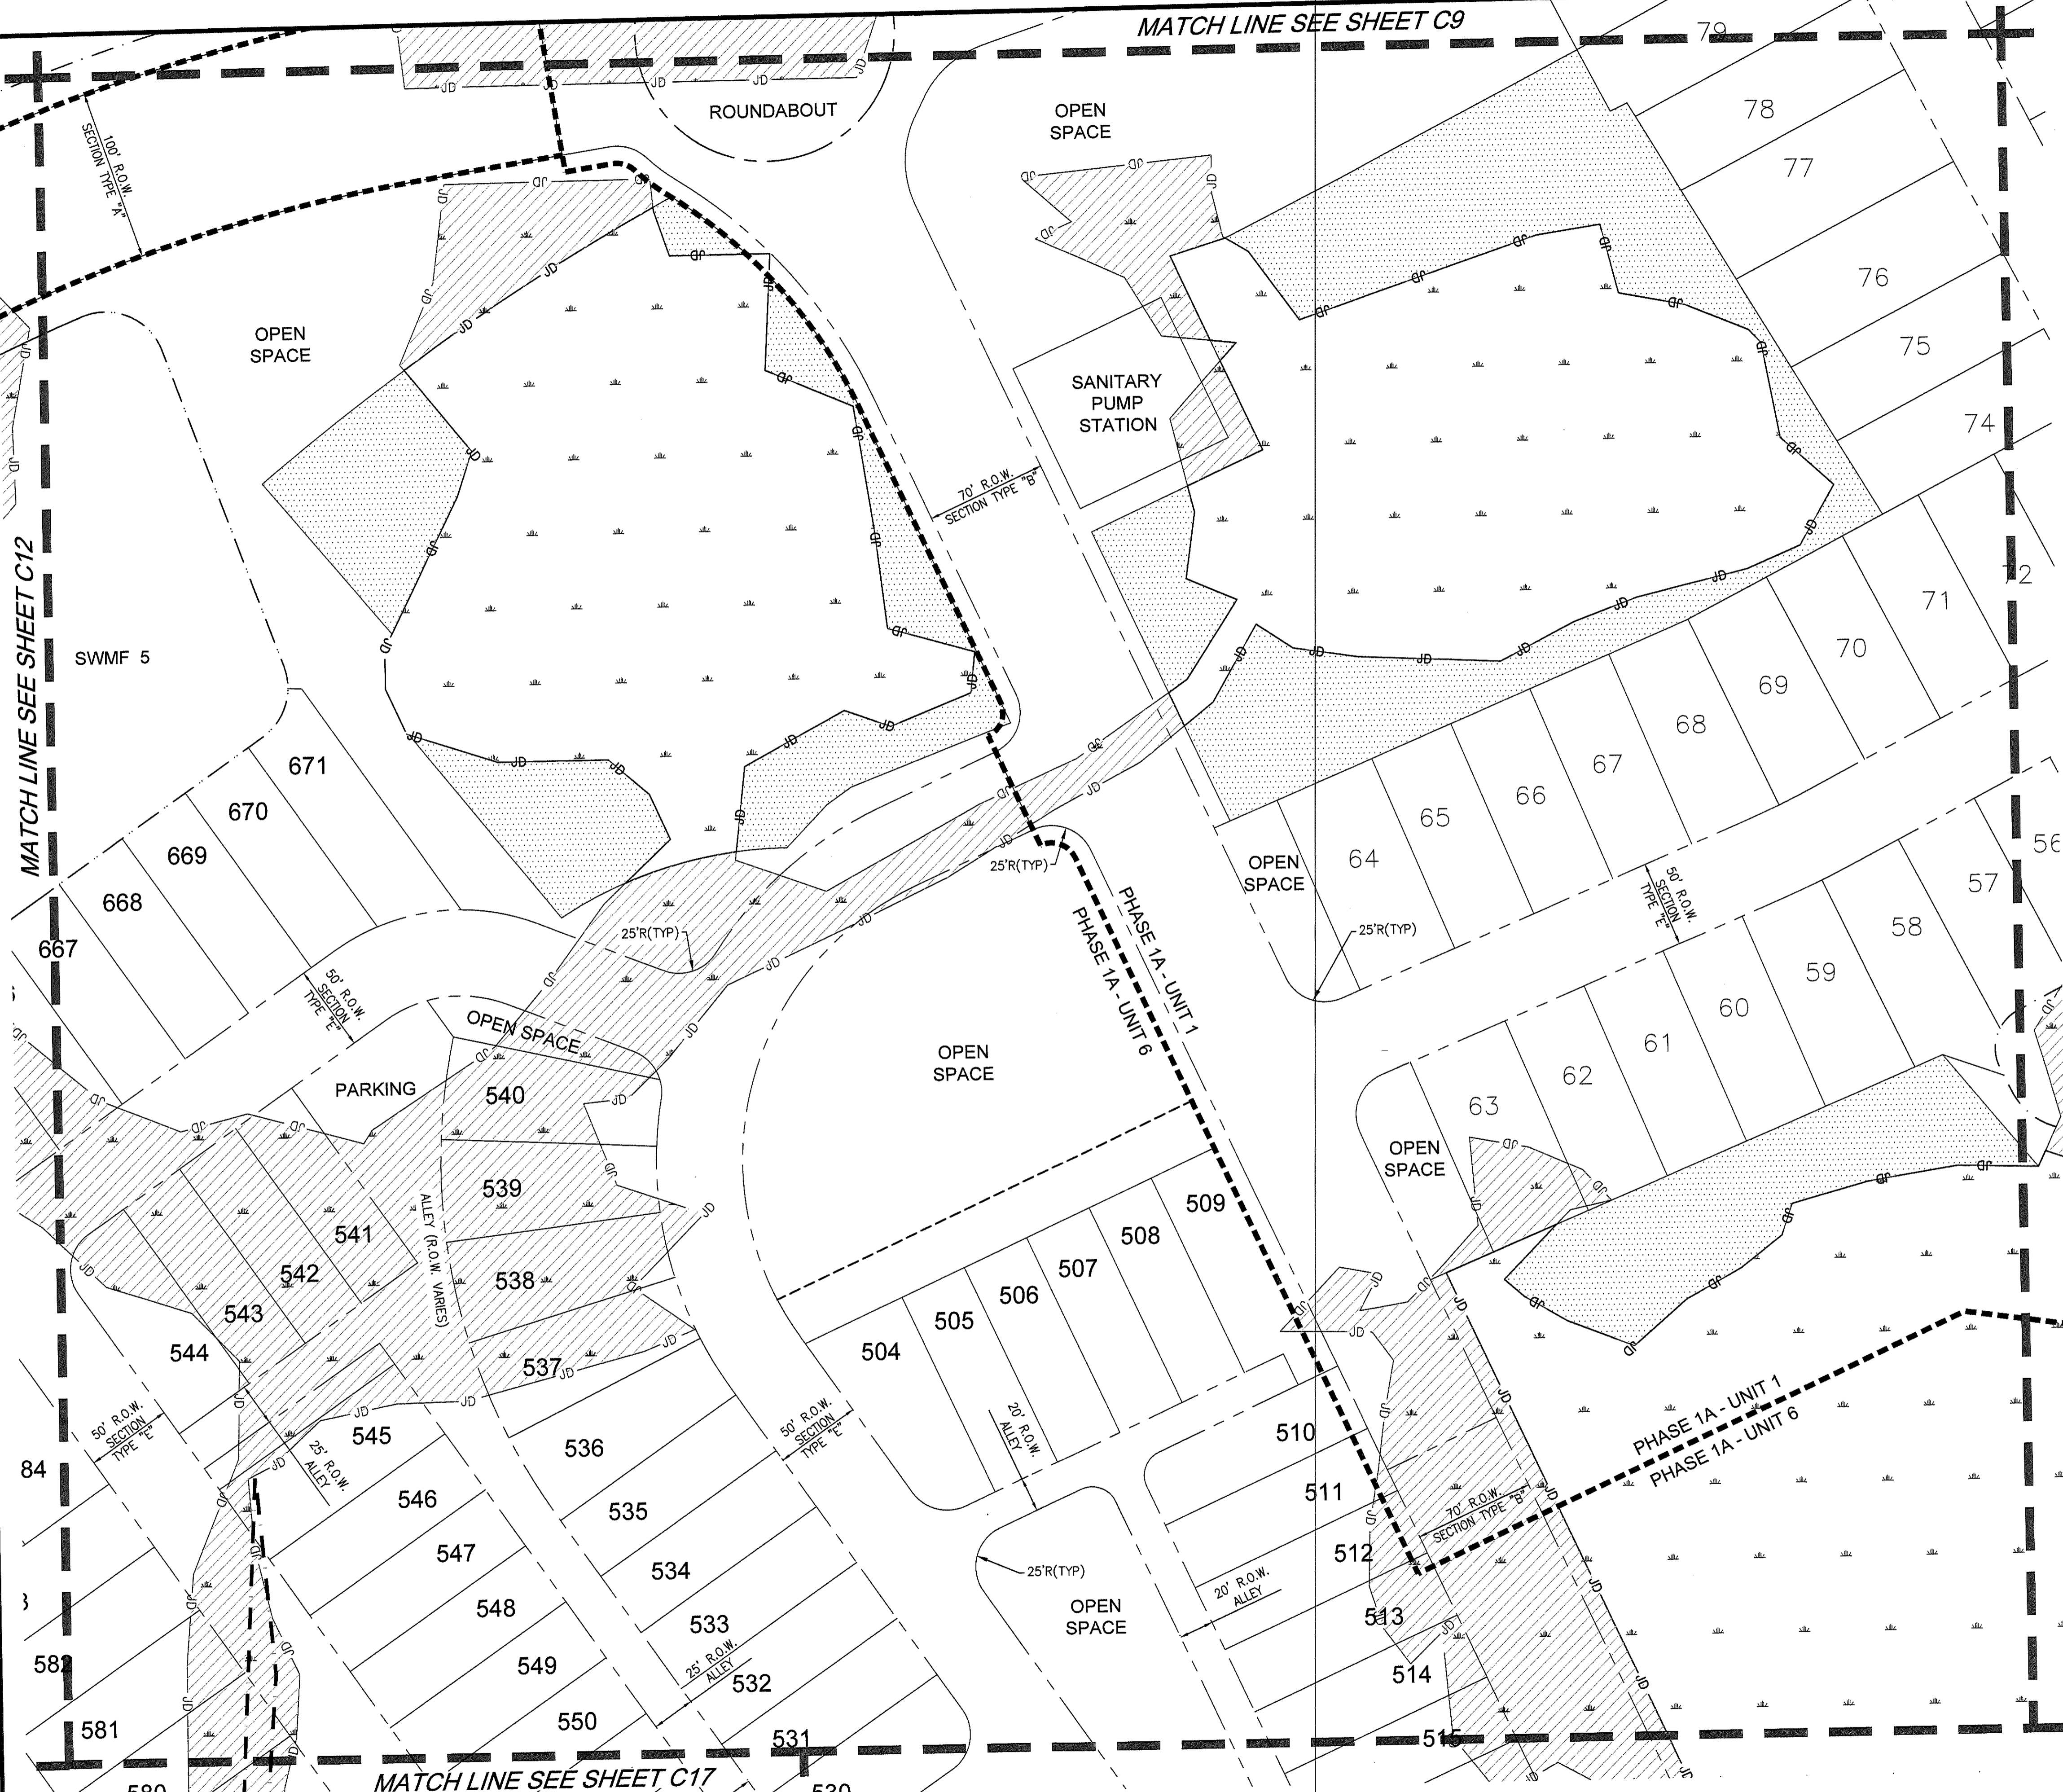 MATCH LINE SEE SHEET C9
79
ROUNDABOUT
OPEN
SPACE
78
77
100' R.O.W.
SECTION TYPE "A"
76
OPEN
SPACE
75
SANITARY
PUMP
STATION
74
70' R.O.W.
SECTION TYPE "B"
MATCH LINE SEE SHEET C12
SWMF 5
72
71
70
69
68
67
66
65
64
671
670
669
668
667
25'R(TYP)
OPEN
SPACE
56
57
58
59
60
61
62
63
50' R.O.W.
SECTION
TYPE "E"
25'R(TYP)
25'R(TYP)
PHASE 1A - UNIT 1
PHASE 1A - UNIT 6
50' R.O.W.
SECTION
TYPE "E"
OPEN SPACE
OPEN
SPACE
PARKING
540
539
538
537
ALLEY (R.O.W. VARIES)
541
542
543
544
OPEN
SPACE
509
508
507
506
505
504
50' R.O.W.
SECTION
TYPE "E"
25' R.O.W.
ALLEY
545
546
547
548
549
550
536
535
534
533
532
531
530
50' R.O.W.
SECTION
TYPE "E"
20' R.O.W.
ALLEY
510
511
512
513
514
515
70' R.O.W.
SECTION TYPE "B"
PHASE 1A - UNIT 1
PHASE 1A - UNIT 6
25'R(TYP)
20' R.O.W.
ALLEY
OPEN
SPACE
25' R.O.W.
ALLEY
84
582
581
580
MATCH LINE SEE SHEET C17
JD